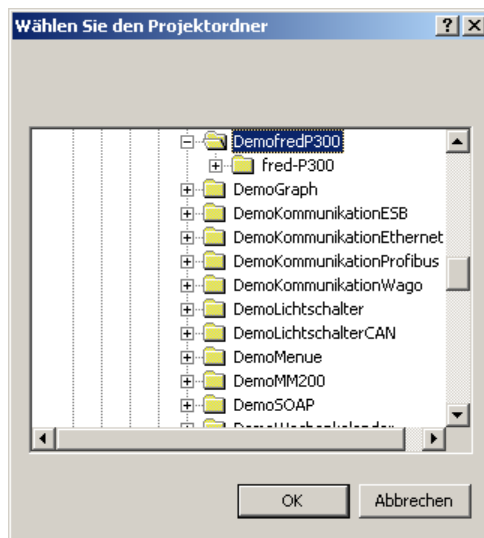 Wählen Sie den Projektordner
DemofredP300
fred-P300
DemoGraph
DemoKommunikationESB
DemoKommunikationEthernet
DemoKommunikationProfibus
DemoKommunikationWago
DemoLichtschalter
DemoLichtschalterCAN
DemoMenue
DemoMM200
DemoSOAP
OK Abbrechen